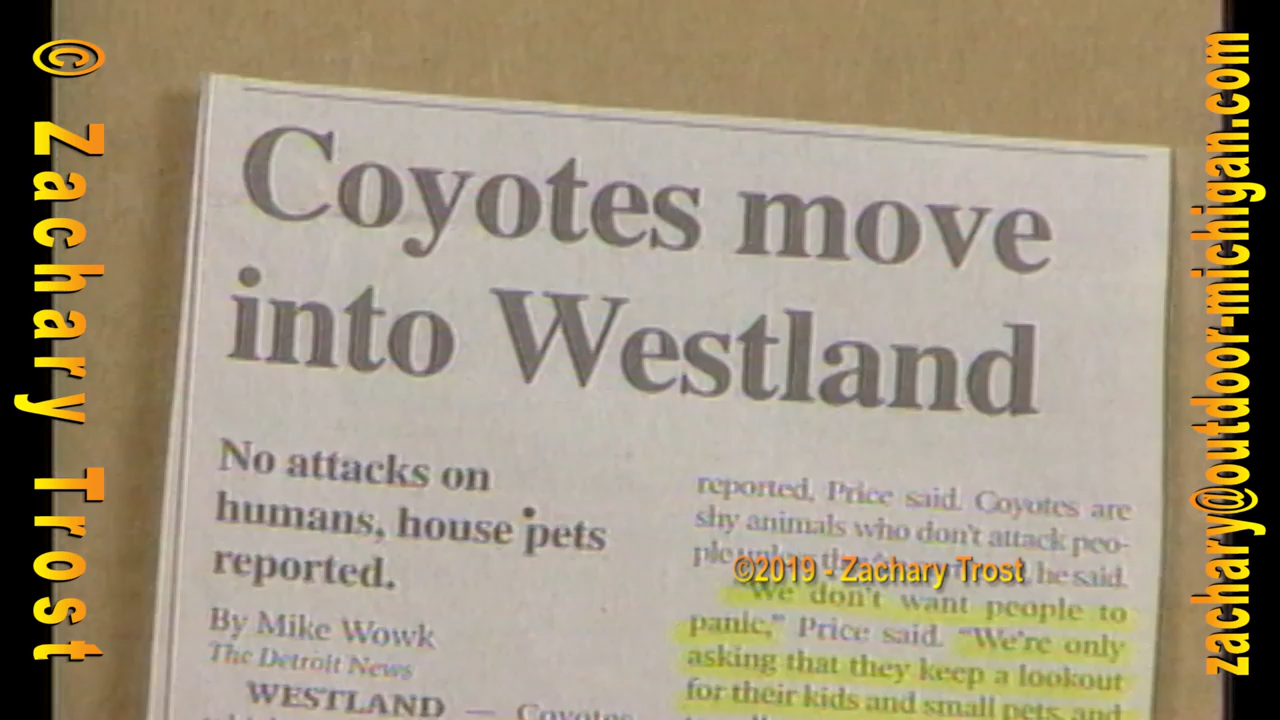 © Zachary Trost
Coyotes move
into Westland
No attacks on
humans, house pets
reported.
By Mike Wowk
The Detroit News
WESTLAND — Coyotes
reported, Price said. Coyotes are
shy animals who don't attack peo-
he said.
"We don't want people to
panic," Price said. "We're only
asking that they keep a lookout
for their kids and small pets, and
©2019 - Zachary Trost
zachary@outdoor-michigan.com